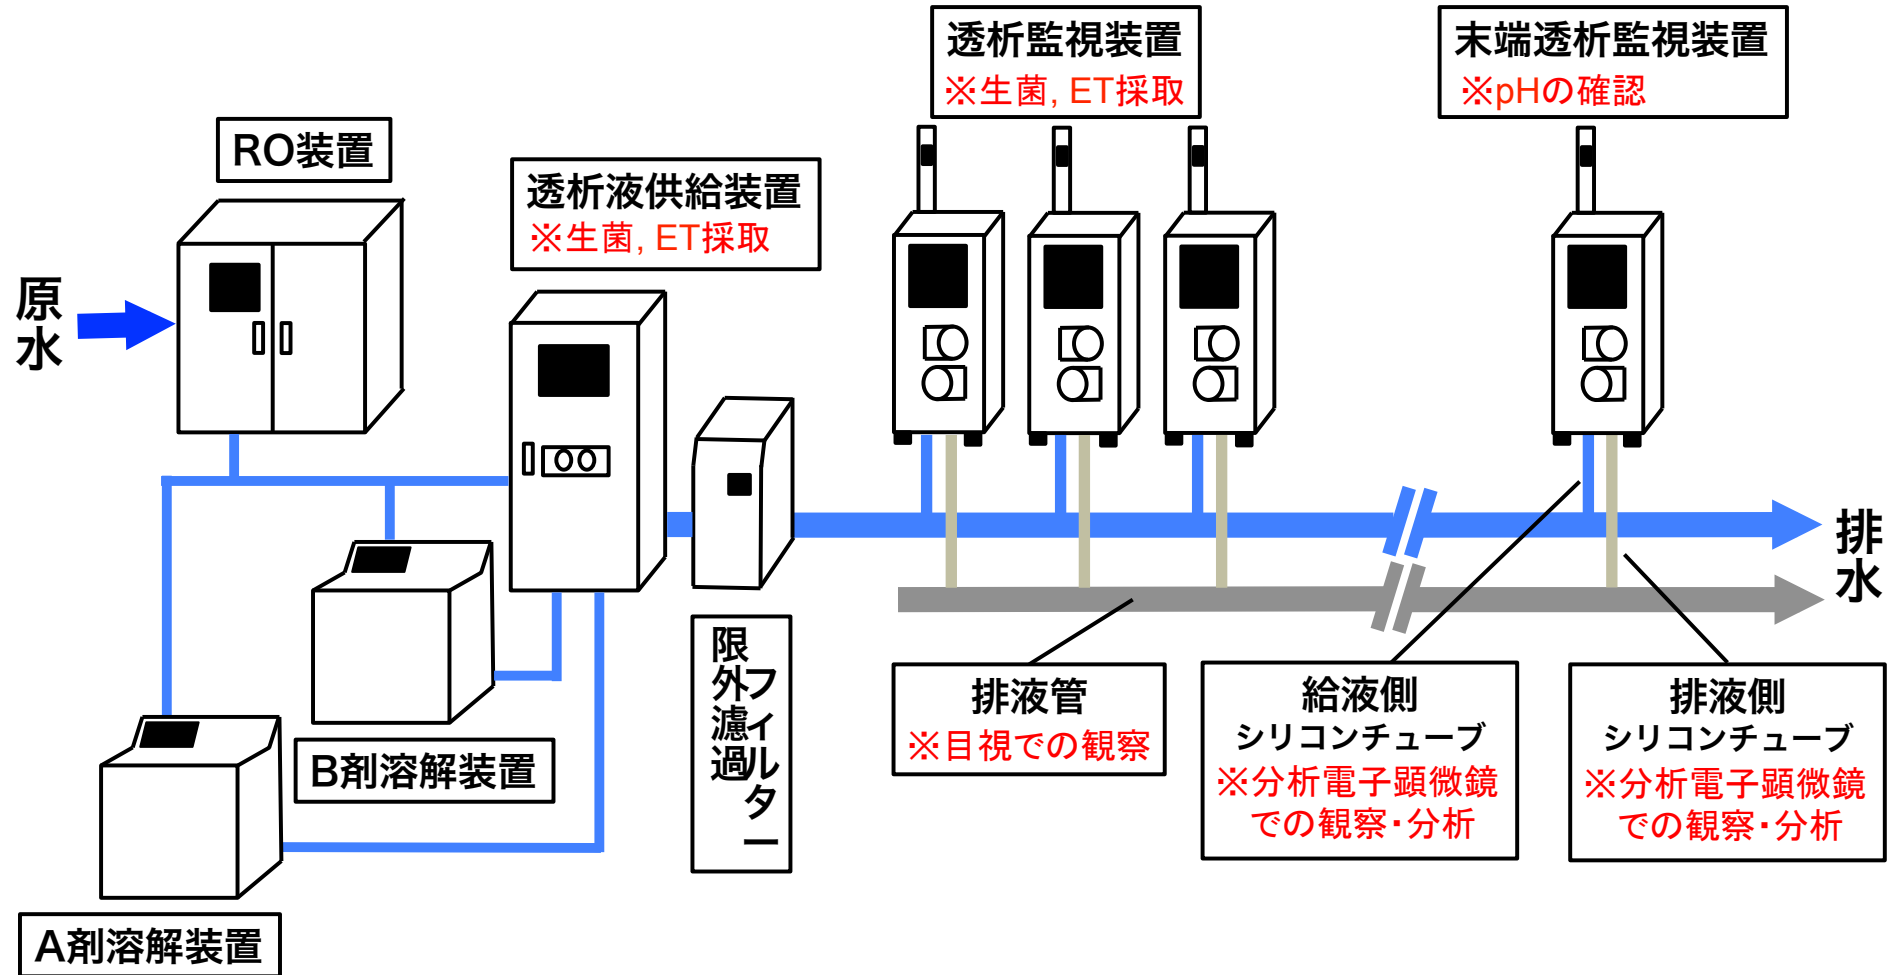 透析監視装置
※生菌, ET採取
末端透析監視装置
※pHの確認
RO装置
透析液供給装置
※生菌, ET採取
原水
排水
限外濾過
フィルター
排液管
※目視での観察
給液側
シリコンチューブ
※分析電子顕微鏡
での観察・分析
排液側
シリコンチューブ
※分析電子顕微鏡
での観察・分析
B剤溶解装置
A剤溶解装置